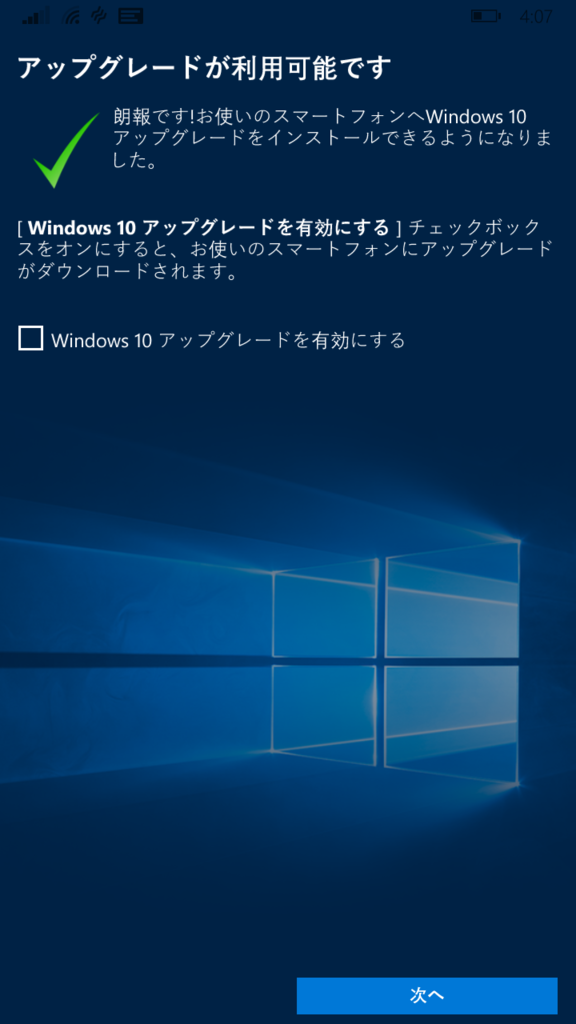 4:07
アップグレードが利用可能です
朗報です!お使いのスマートフォンへWindows 10
アップグレードをインストールできるようになりま
した。
[ Windows 10 アップグレードを有効にする ] チェックボック
スをオンにすると、お使いのスマートフォンにアップグレード
がダウンロードされます。
Windows 10 アップグレードを有効にする
次へ